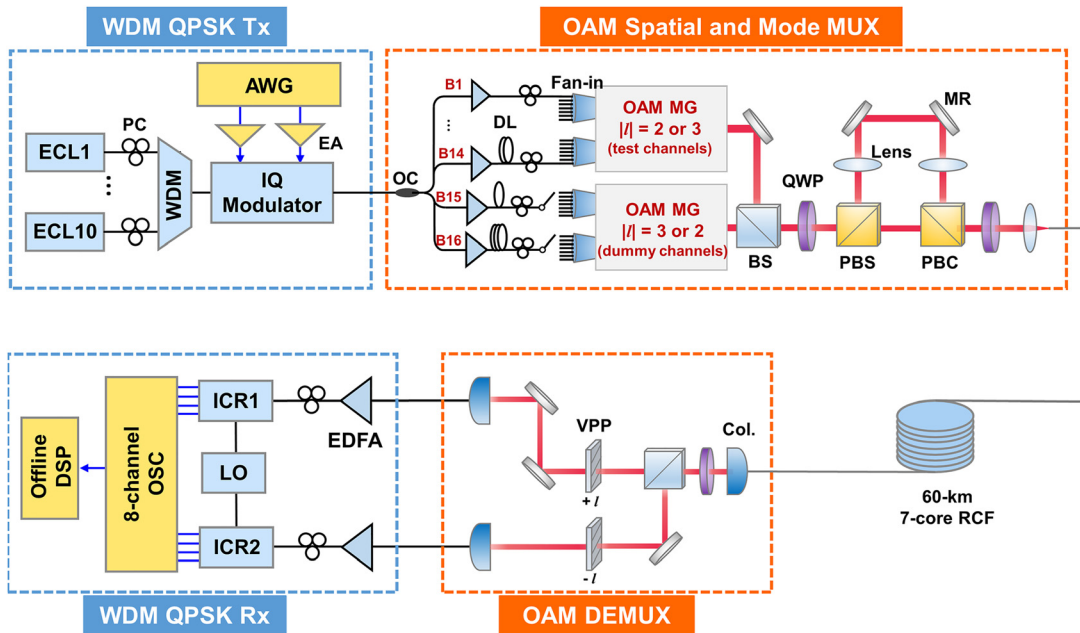 WDM QPSK Tx
OAM Spatial and Mode MUX
AWG
EA
PC
ECL1
...
ECL10
WDM
IQ
Modulator
OC
B1
...
B14
B15
B16
DL
Fan-in
OAM MG
|l| = 2 or 3
(test channels)
OAM MG
|l| = 3 or 2
(dummy channels)
BS
QWP
Lens
MR
PBS
PBC
Offline
DSP
8-channel
OSC
ICR1
LO
ICR2
EDFA
VPP
+ l
- l
Col.
60-km
7-core RCF
WDM QPSK Rx
OAM DEMUX